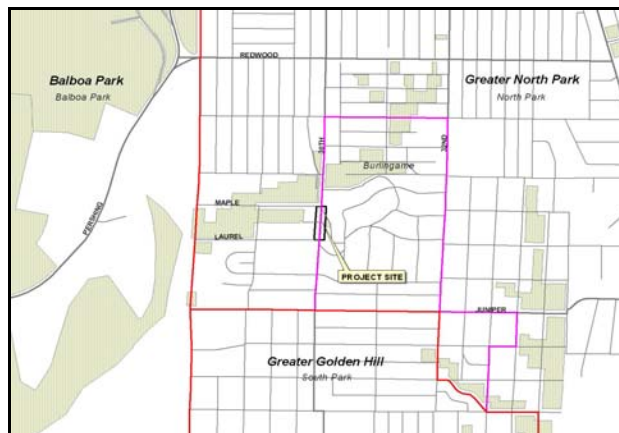 REDWOOD
Balboa Park
Balboa Park
Greater North Park
North Park
30TH
32ND
Burlingame
MAPLE
PERSHING
LAUREL
PROJECT SITE
JUNIPER
Greater Golden Hill
South Park